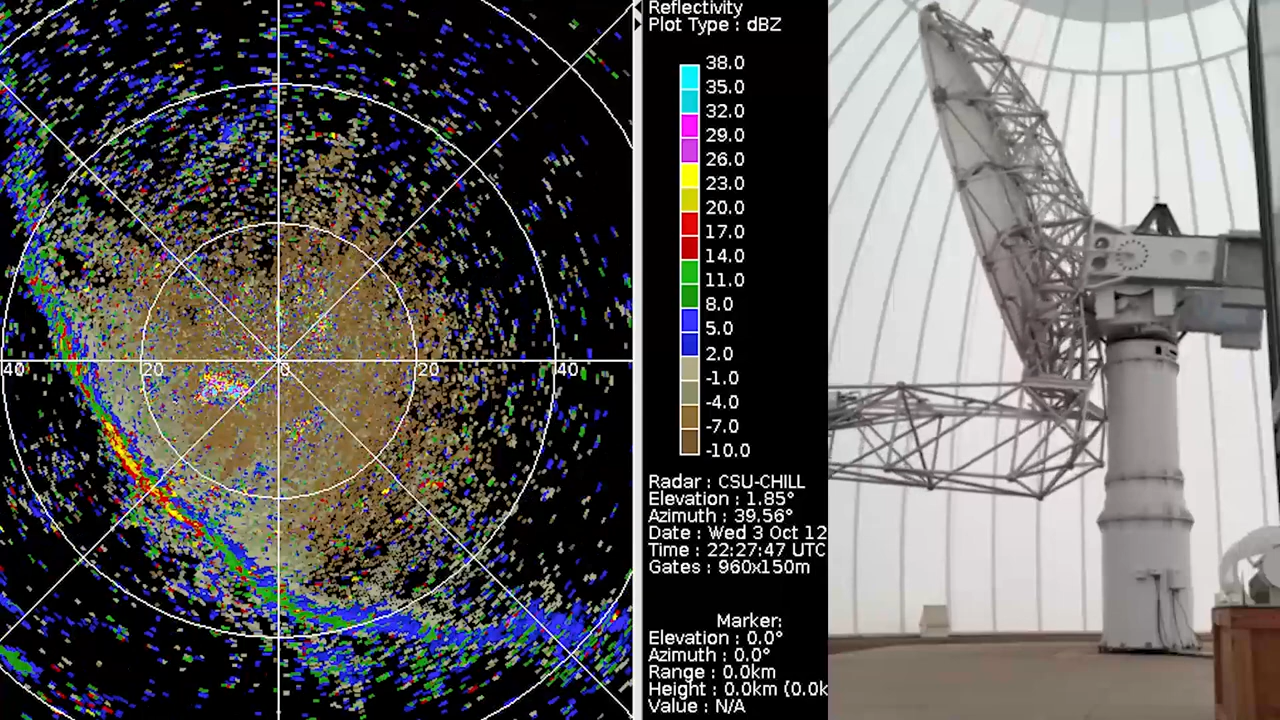 Reflectivity
Plot Type : dBZ
38.0
35.0
32.0
29.0
26.0
23.0
20.0
17.0
14.0
11.0
8.0
5.0
2.0
-1.0
-4.0
-7.0
-10.0
40 20 0 20 40
Radar : CSU-CHILL
Elevation : 1.85°
Azimuth : 39.56°
Date : Wed 3 Oct 12
Time : 22:27:47 UTC
Gates : 960x150m
Marker:
Elevation : 0.0°
Azimuth : 0.0°
Range : 0.0km
Height : 0.0km (0.0k
Value : N/A